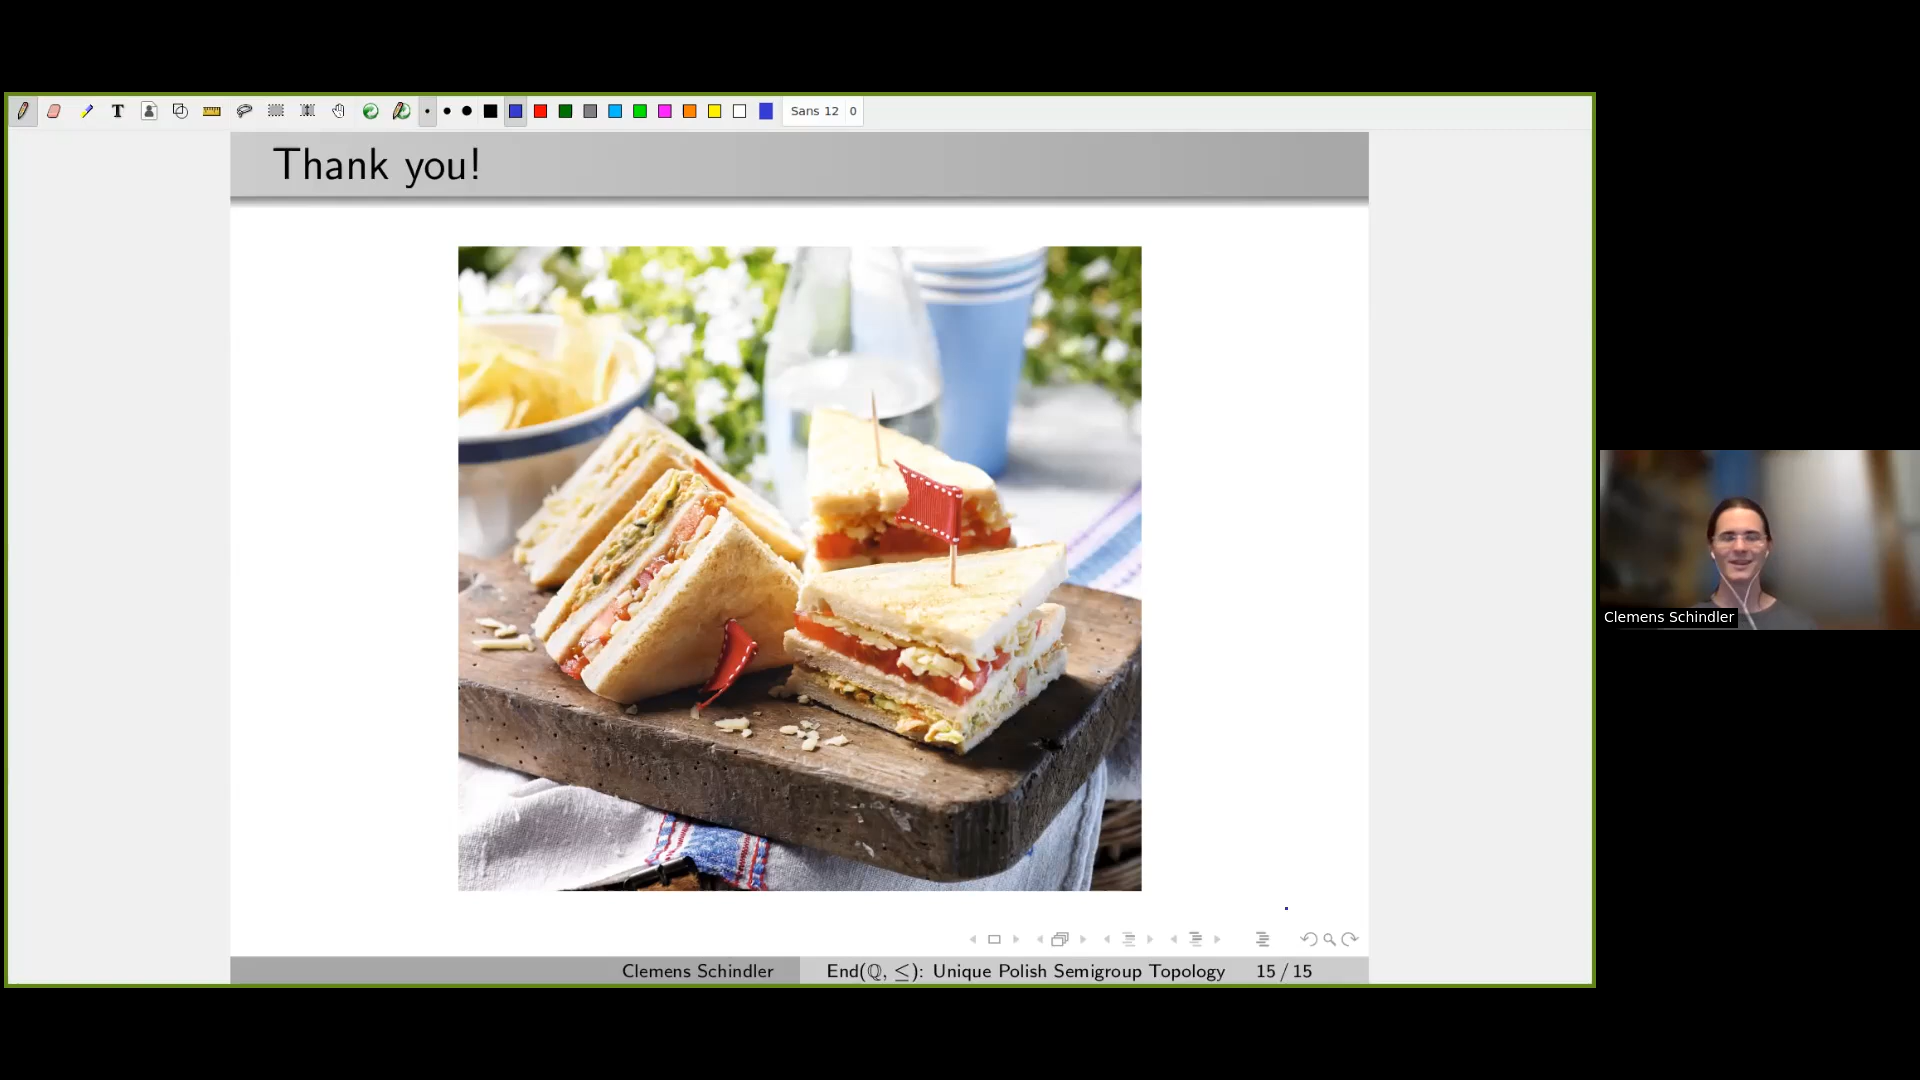 T Sans 12 0
Thank you!
Clemens Schindler
Clemens Schindler End(ℚ, ≤): Unique Polish Semigroup Topology 15 / 15